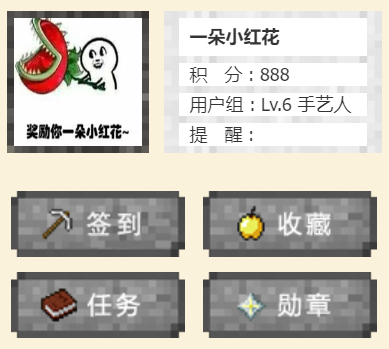 奖励你一朵小红花~
一朵小红花
积 分：888
用户组：Lv.6 手艺人
提 醒：
签到
收藏
任务
勋章